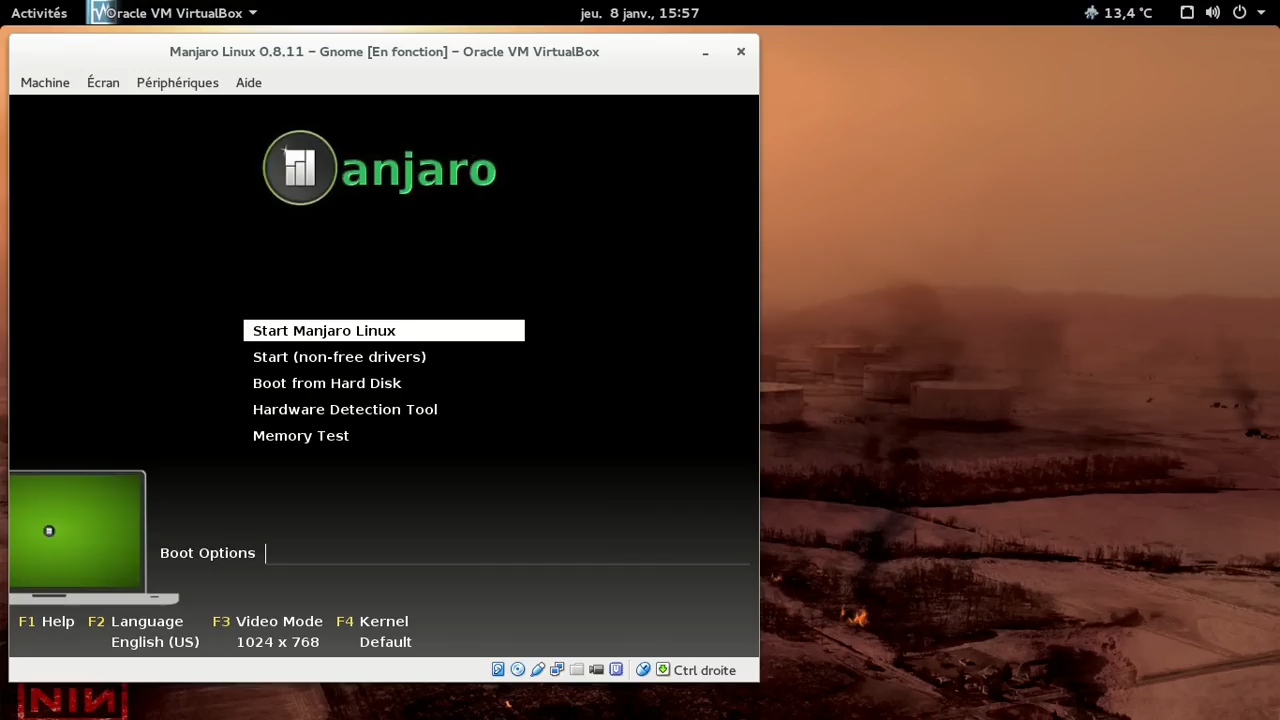 Activités Oracle VM VirtualBox jeu. 8 janv., 15:57 13,4 °C
Manjaro Linux 0.8.11 – Gnome [En fonction] – Oracle VM VirtualBox
Machine Écran Périphériques Aide
anjaro
Start Manjaro Linux
Start (non-free drivers)
Boot from Hard Disk
Hardware Detection Tool
Memory Test
Boot Options
F1 Help F2 Language F3 Video Mode F4 Kernel
English (US) 1024 x 768 Default
Ctrl droite
NIN